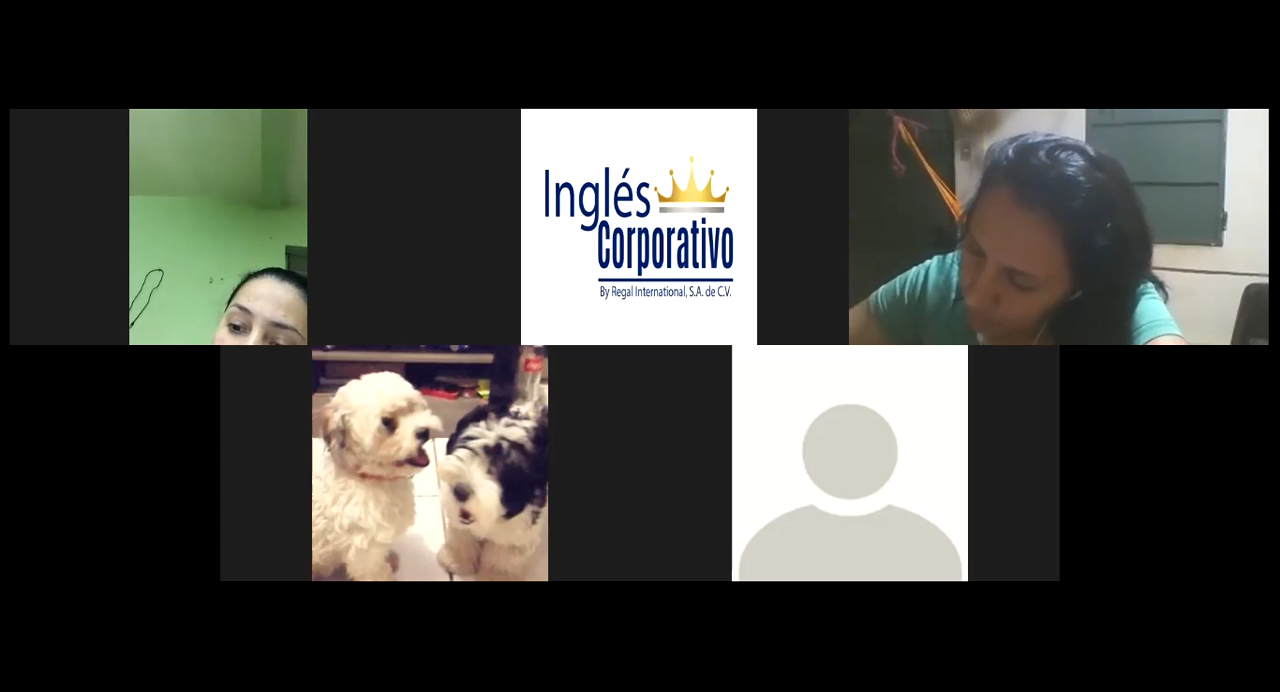 Inglés
Corporativo
By Regal International, S.A. de C.V.